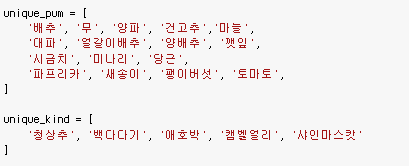 unique_pum = [
'배추', '무', '양파', '건고추','마늘',
'대파', '얼갈이배추', '양배추', '깻잎',
'시금치', '미나리', '당근',
'파프리카', '새송이', '팽이버섯', '토마토',
]
unique_kind = [
'청상추', '백다다기', '애호박', '캠벨얼리', '샤인마스캇'
]